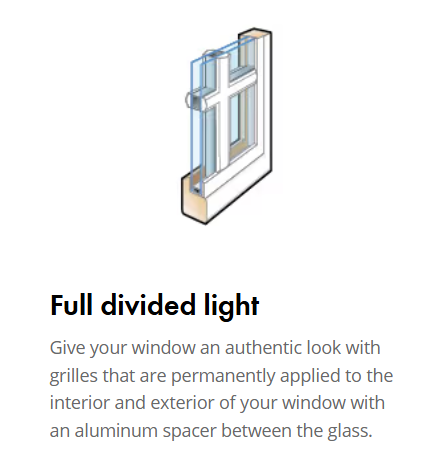 Full divided light
Give your window an authentic look with
grilles that are permanently applied to the
interior and exterior of your window with
an aluminum spacer between the glass.